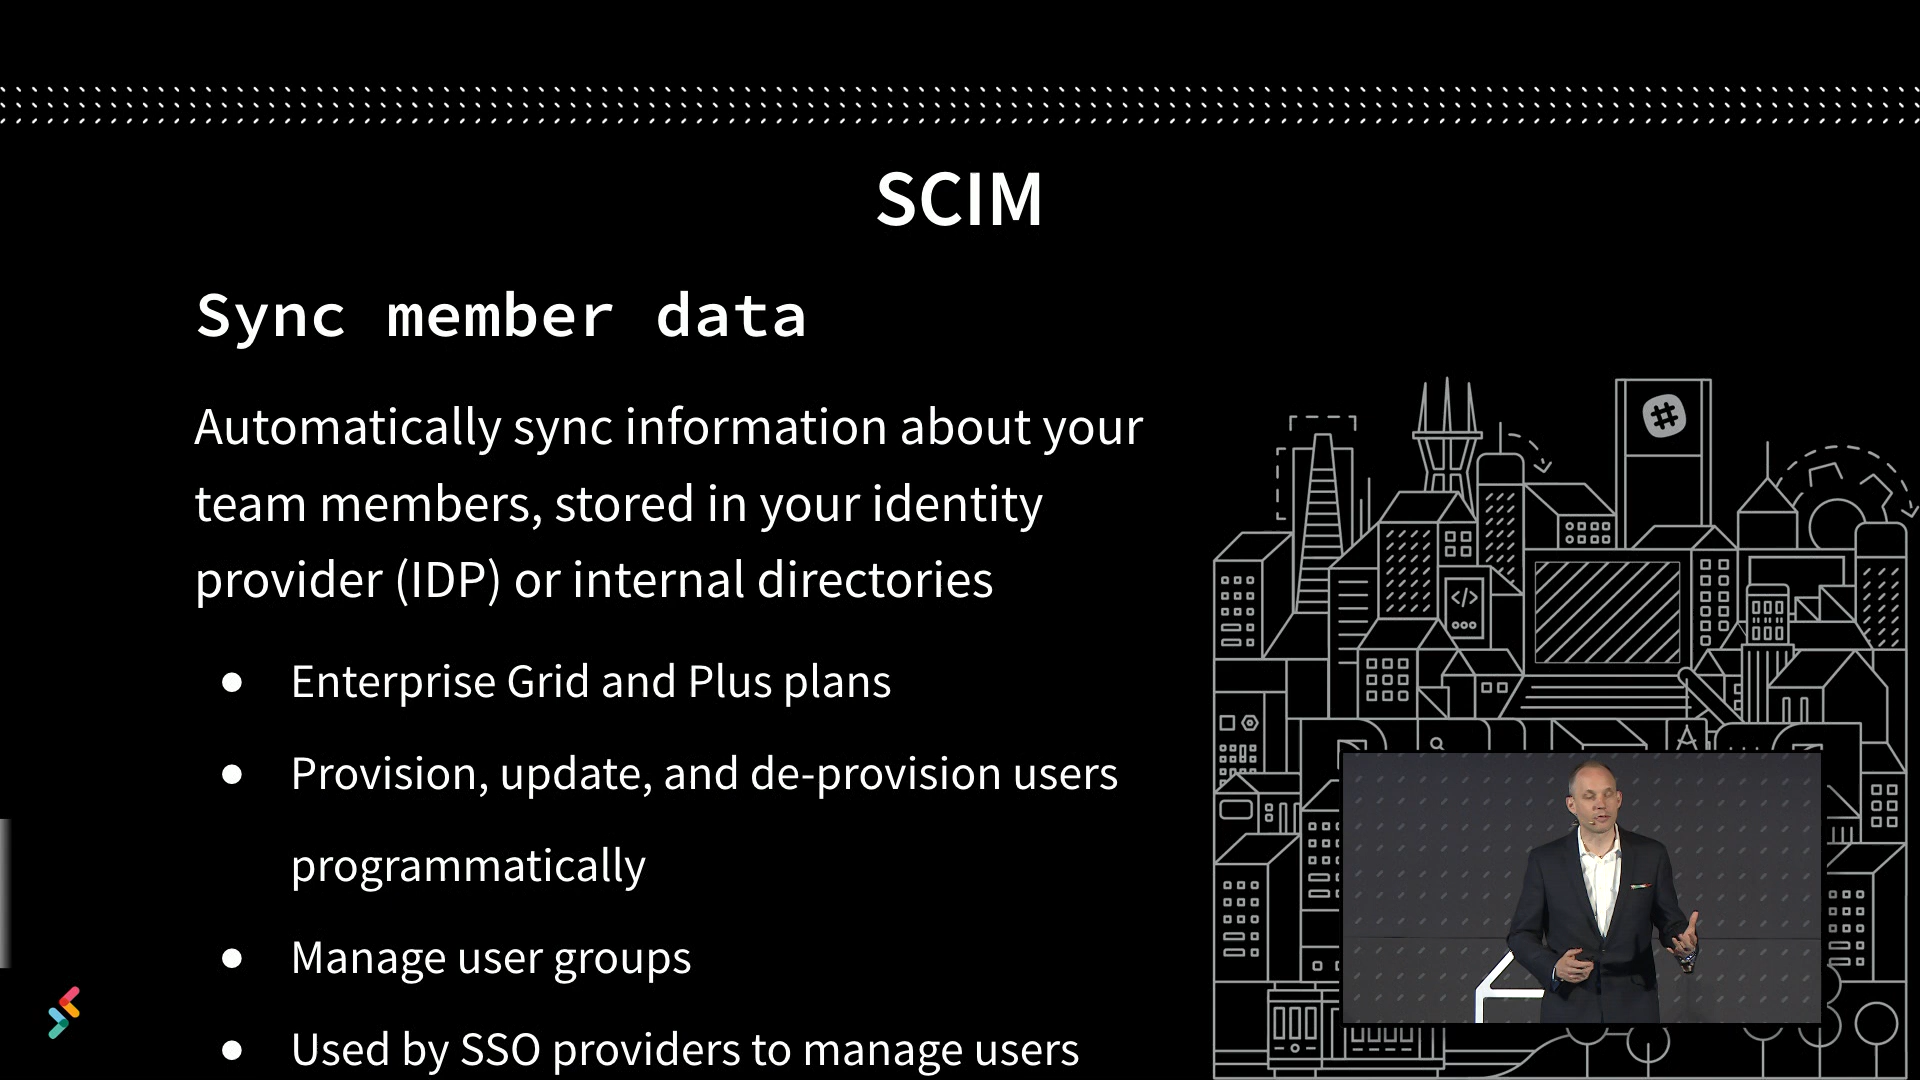 SCIM
Sync member data
Automatically sync information about your
team members, stored in your identity
provider (IDP) or internal directories
● Enterprise Grid and Plus plans
● Provision, update, and de-provision users
programmatically
● Manage user groups
● Used by SSO providers to manage users